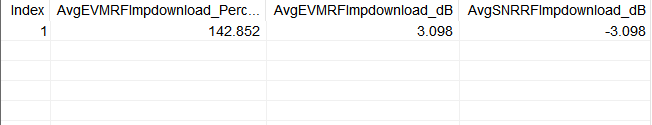 Index AvgEVMRFImpdownload_Perc... AvgEVMRFImpdownload_dB AvgSNRRFImpdownload_dB
1 142.852 3.098 -3.098